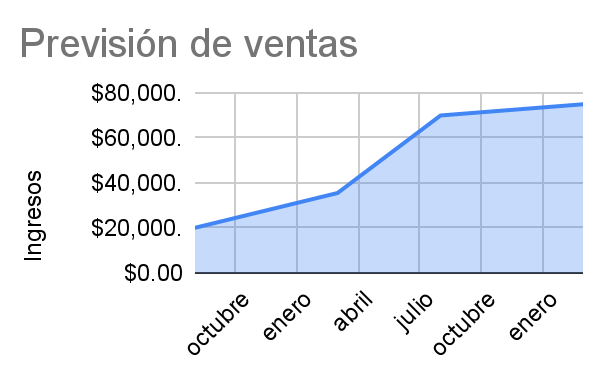 Previsión de ventas
Ingresos
$80,000.
$60,000.
$40,000.
$20,000.
$0.00
octubre
enero
abril
julio
octubre
enero